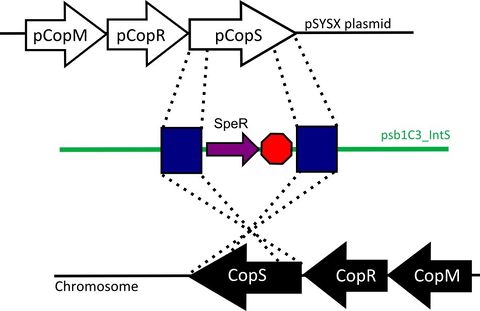 pCopM pCopR pCopS pSYSX plasmid
SpeR
psb1C3_IntS
CopS CopR CopM
Chromosome